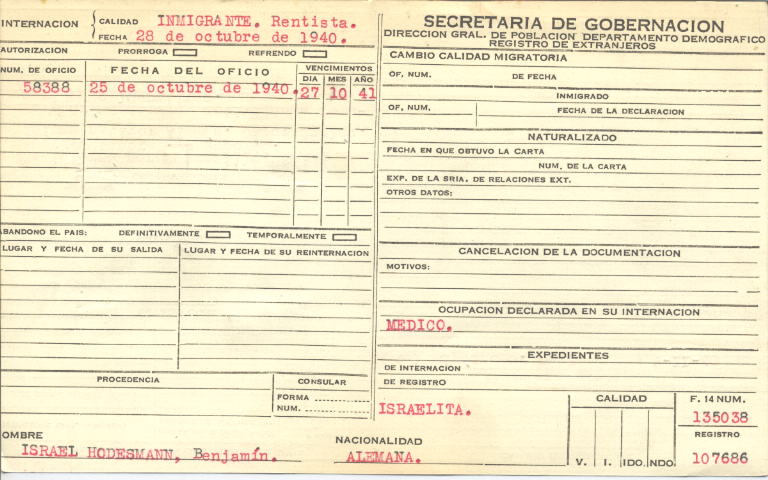 INTERNACION
CALIDAD INMIGRANTE. Rentista.
FECHA 28 de octubre de 1940.
AUTORIZACION PRORROGA REFRENDO
NUM. DE OFICIO FECHA DEL OFICIO VENCIMIENTOS
DIA MES AÑO
58388 25 de octubre de 1940. 27 10 41
ABANDONO EL PAIS: DEFINITIVAMENTE TEMPORALMENTE
LUGAR Y FECHA DE SU SALIDA LUGAR Y FECHA DE SU REINTERNACION
PROCEDENCIA CONSULAR
FORMA
NUM.
SECRETARIA DE GOBERNACION
DIRECCION GRAL. DE POBLACION DEPARTAMENTO DEMOGRAFICO
REGISTRO DE EXTRANJEROS
CAMBIO CALIDAD MIGRATORIA
OF, NUM. DE FECHA
INMIGRADO
OF, NUM. FECHA DE LA DECLARACION
NATURALIZADO
FECHA EN QUE OBTUVO LA CARTA
NUM. DE LA CARTA
EXP. DE LA SRIA. DE RELACIONES EXT.
OTROS DATOS:
CANCELACION DE LA DOCUMENTACION
MOTIVOS:
OCUPACION DECLARADA EN SU INTERNACION
MEDICO.
EXPEDIENTES
DE INTERNACION
DE REGISTRO
ISRAELITA.
CALIDAD
V. I. IDO. NDO.
F. 14 NUM.
135038
REGISTRO
107686
OMBRE
ISRAEL HODESMANN, Benjamín.
NACIONALIDAD
ALEMANA.